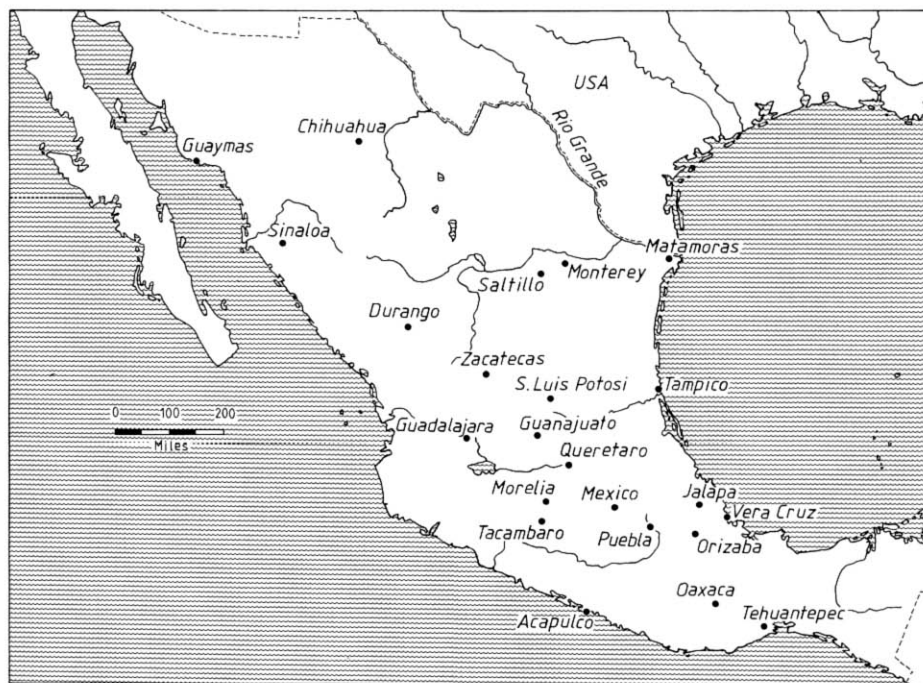 USA
Rio Grande
Chihuahua
Guaymas
Sinaloa
Matamoras
Monterey
Saltillo
Durango
Zacatecas
S. Luis Potosi
Tampico
0 100 200
Miles
Guadalajara
Guanajuato
Queretaro
Morelia
Mexico
Jalapa
Vera Cruz
Tacambaro
Puebla
Orizaba
Oaxaca
Acapulco
Tehuantepec